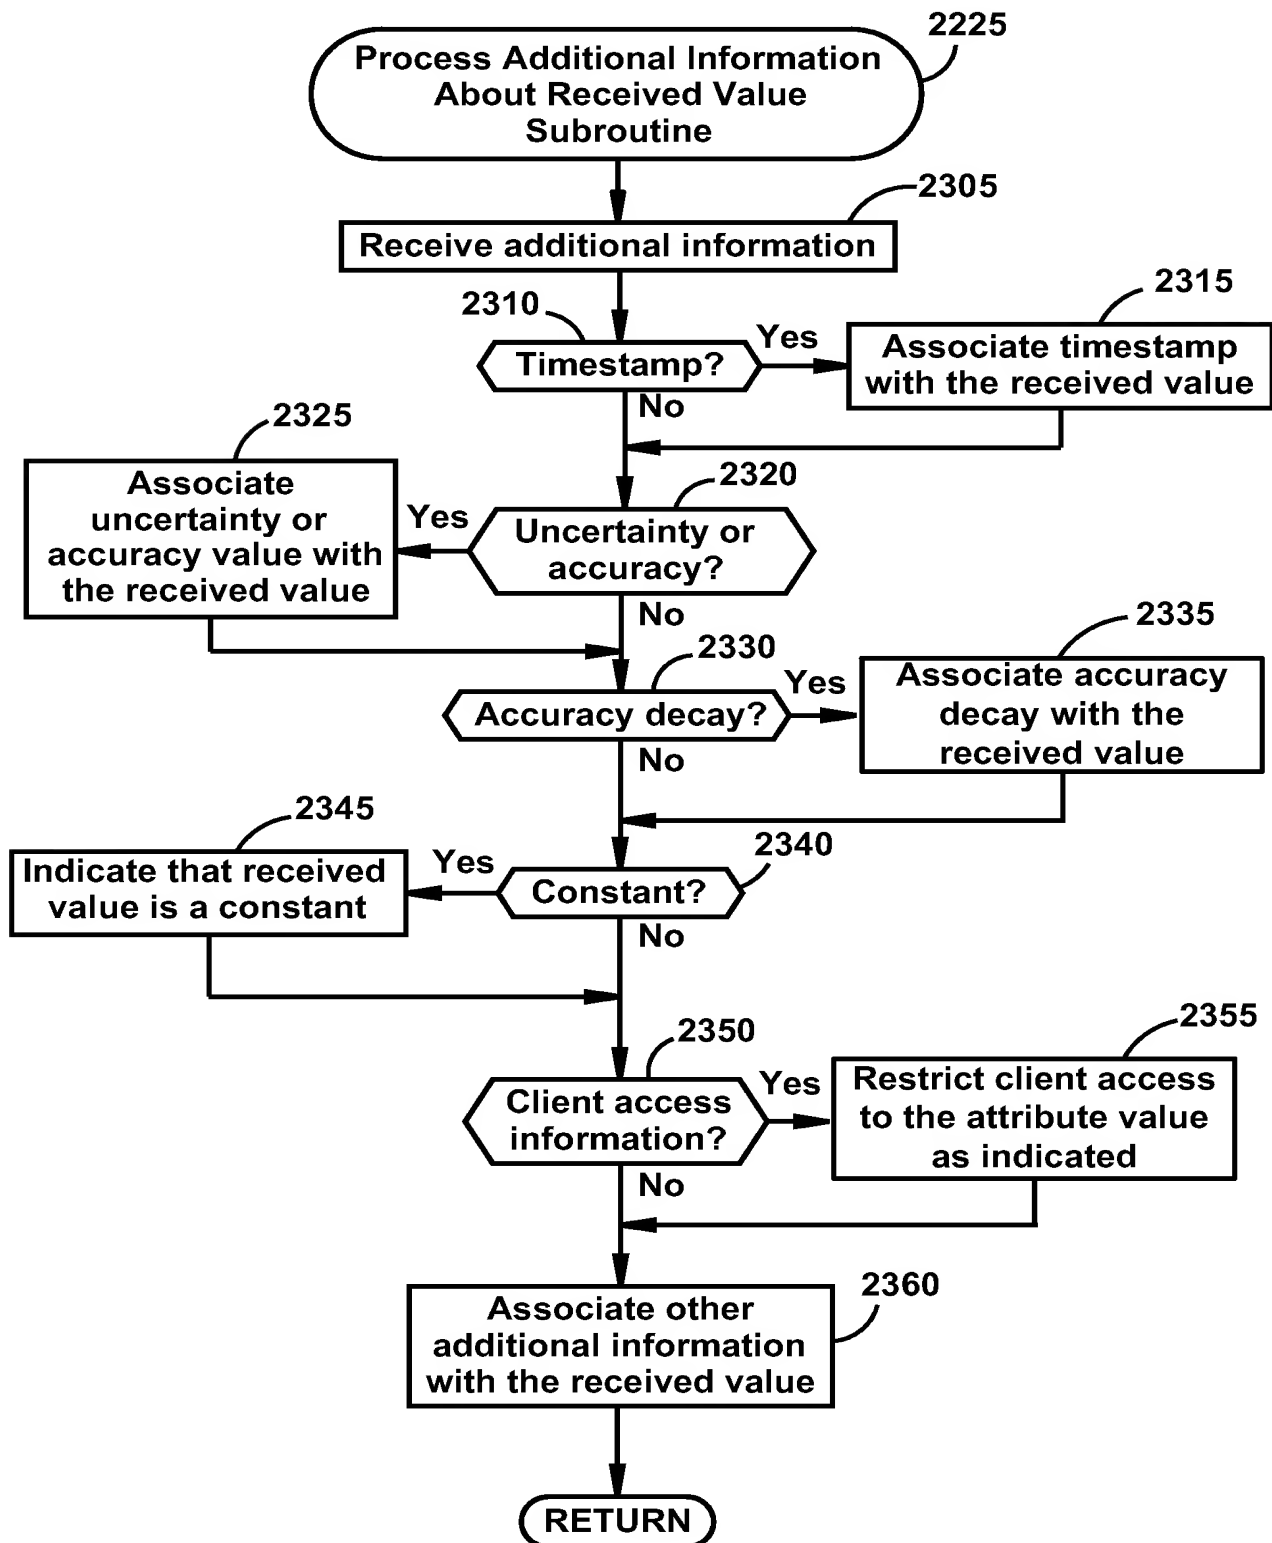 2225
Process Additional Information
About Received Value
Subroutine
2305
Receive additional information
2310
Timestamp?
Yes
No
2315
Associate timestamp
with the received value
2320
Uncertainty or
accuracy?
Yes
No
2325
Associate
uncertainty or
accuracy value with
the received value
2330
Accuracy decay?
Yes
No
2335
Associate accuracy
decay with the
received value
2340
Constant?
Yes
No
2345
Indicate that received
value is a constant
2350
Client access
information?
Yes
No
2355
Restrict client access
to the attribute value
as indicated
2360
Associate other
additional information
with the received value
RETURN